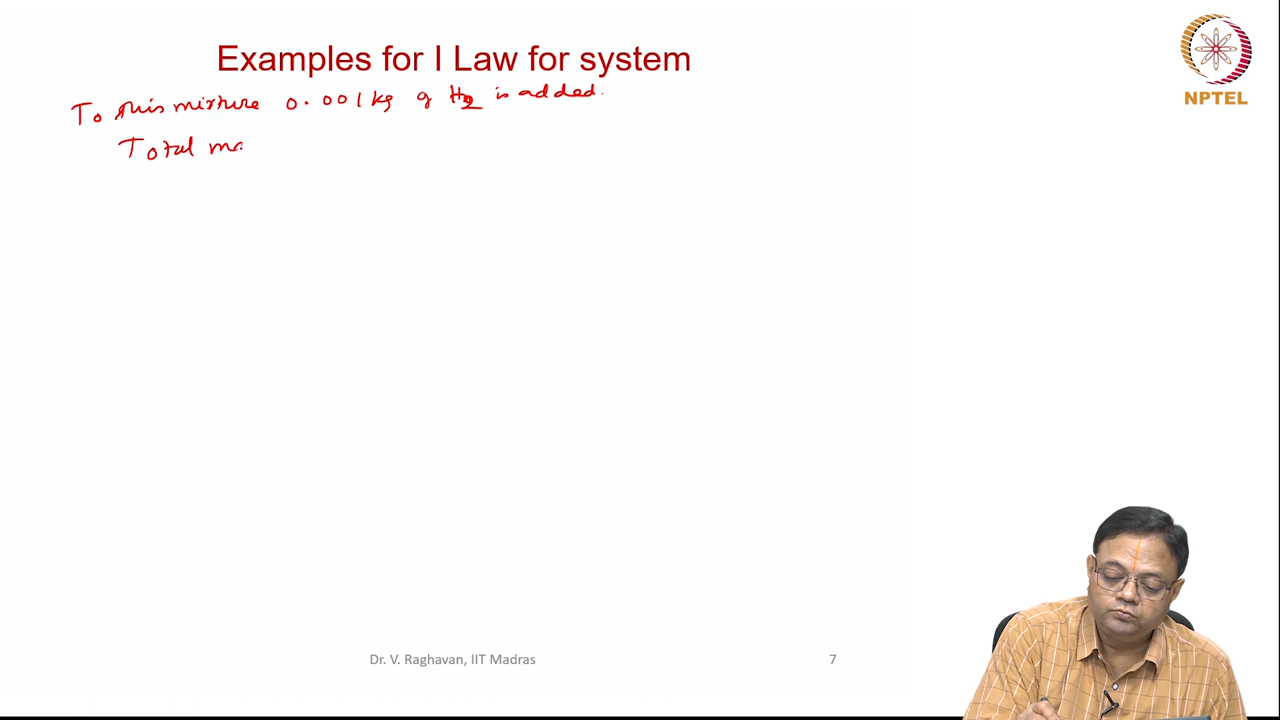 Examples for I Law for system
NPTEL
To this mixture 0.001 kg of H2 is added.
Total ma
Dr. V. Raghavan, IIT Madras
7